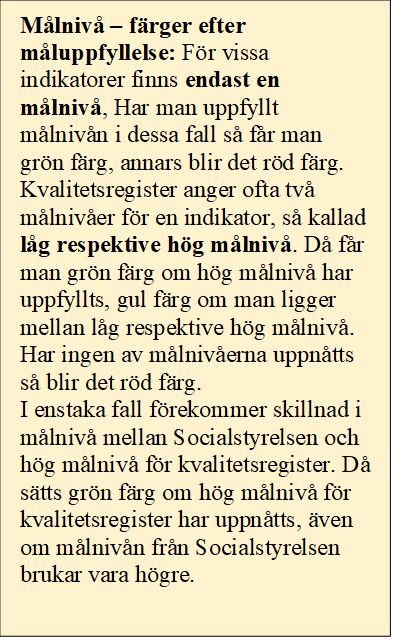 Målnivå – färger efter
måluppfyllelse: För vissa
indikatorer finns endast en
målnivå, Har man uppfyllt
målnivån i dessa fall så får man
grön färg, annars blir det röd färg.
Kvalitetsregister anger ofta två
målnivåer för en indikator, så kallad
låg respektive hög målnivå. Då får
man grön färg om hög målnivå har
uppfyllts, gul färg om man ligger
mellan låg respektive hög målnivå.
Har ingen av målnivåerna uppnåtts
så blir det röd färg.
I enstaka fall förekommer skillnad i
målnivå mellan Socialstyrelsen och
hög målnivå för kvalitetsregister. Då
sätts grön färg om hög målnivå för
kvalitetsregister har uppnåtts, även
om målnivån från Socialstyrelsen
brukar vara högre.